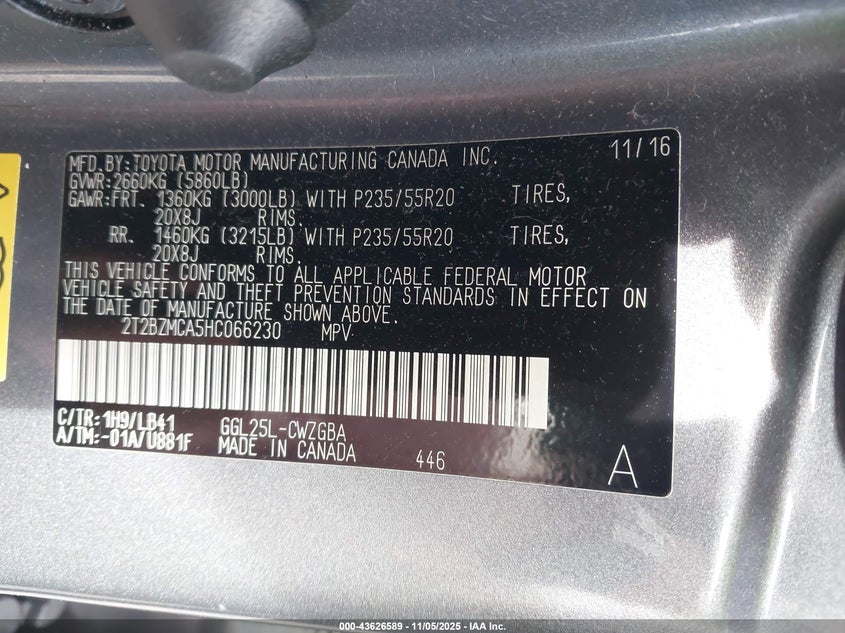 MFD.BY:TOYOTA MOTOR MANUFACTURING CANADA INC. 11/16
GVWR:2660KG (5860LB)
GAWR:FRT. 1360KG (3000LB) WITH P235/55R20 TIRES,
20X8J RIMS.
RR. 1460KG (3215LB) WITH P235/55R20 TIRES,
20X8J RIMS.
THIS VEHICLE CONFORMS TO ALL APPLICABLE FEDERAL MOTOR
VEHICLE SAFETY AND THEFT PREVENTION STANDARDS IN EFFECT ON
THE DATE OF MANUFACTURE SHOWN ABOVE.
2T2BZMCA5HC066230 MPV
C/TR:1H9/LB41 GGL25L-CWZGBA
A/TM:-01A/U881F MADE IN CANADA
446
A
000-43626589 - 11/05/2025 - IAA Inc.